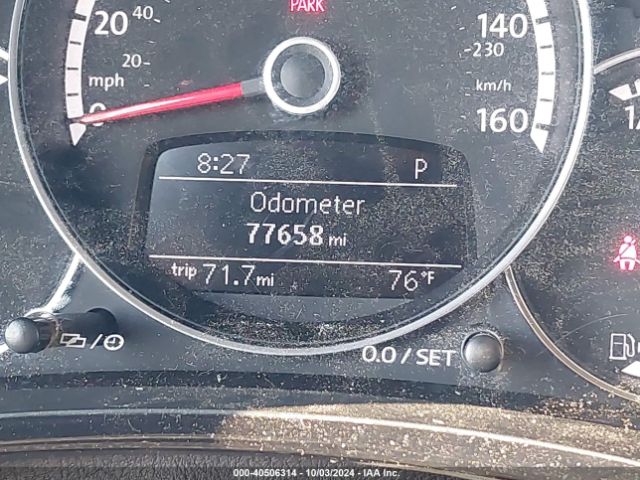 PARK
20
20
40
mph
0
140
230
km/h
160
8:27 P
Odometer
77658 mi
trip 71.7 mi 76°F
0.0 / SET
000-40506314 - 10/03/2024 - IAA Inc.